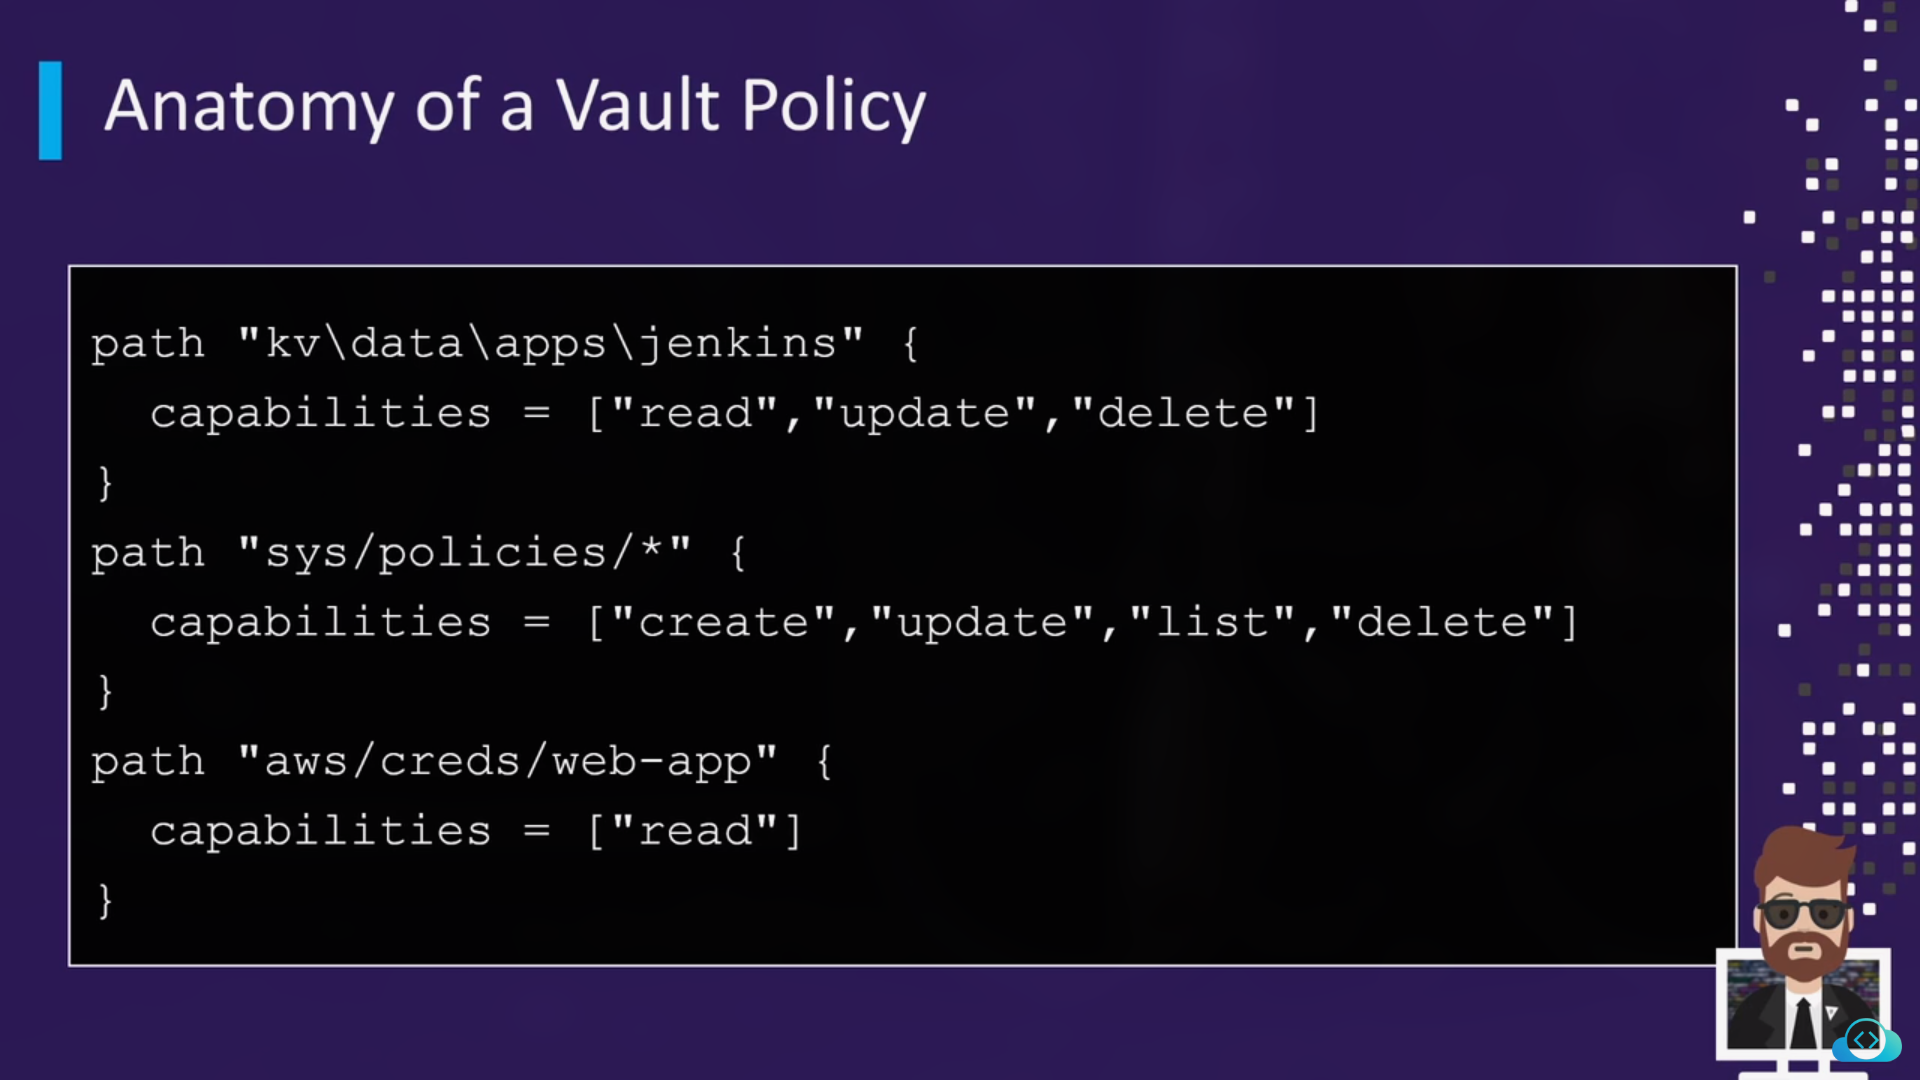 Anatomy of a Vault Policy
path "kv\data\apps\jenkins" {
  capabilities = ["read","update","delete"]
}
path "sys/policies/*" {
  capabilities = ["create","update","list","delete"]
}
path "aws/creds/web-app" {
  capabilities = ["read"]
}